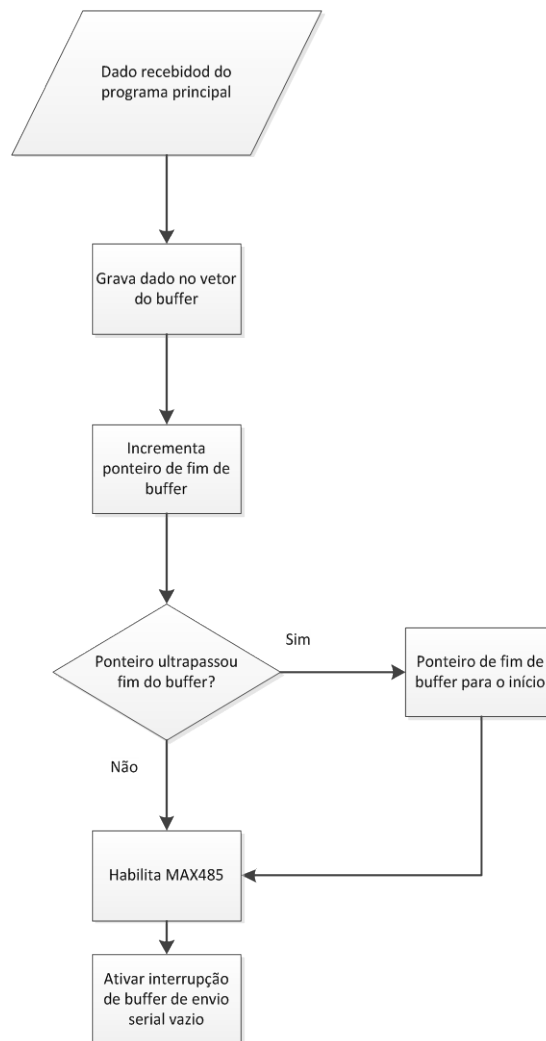 Dado recebidod do
programa principal
Grava dado no vetor
do buffer
Incrementa
ponteiro de fim de
buffer
Ponteiro ultrapassou
fim do buffer?
Sim
Ponteiro de fim de
buffer para o início
Não
Habilita MAX485
Ativar interrupção
de buffer de envio
serial vazio